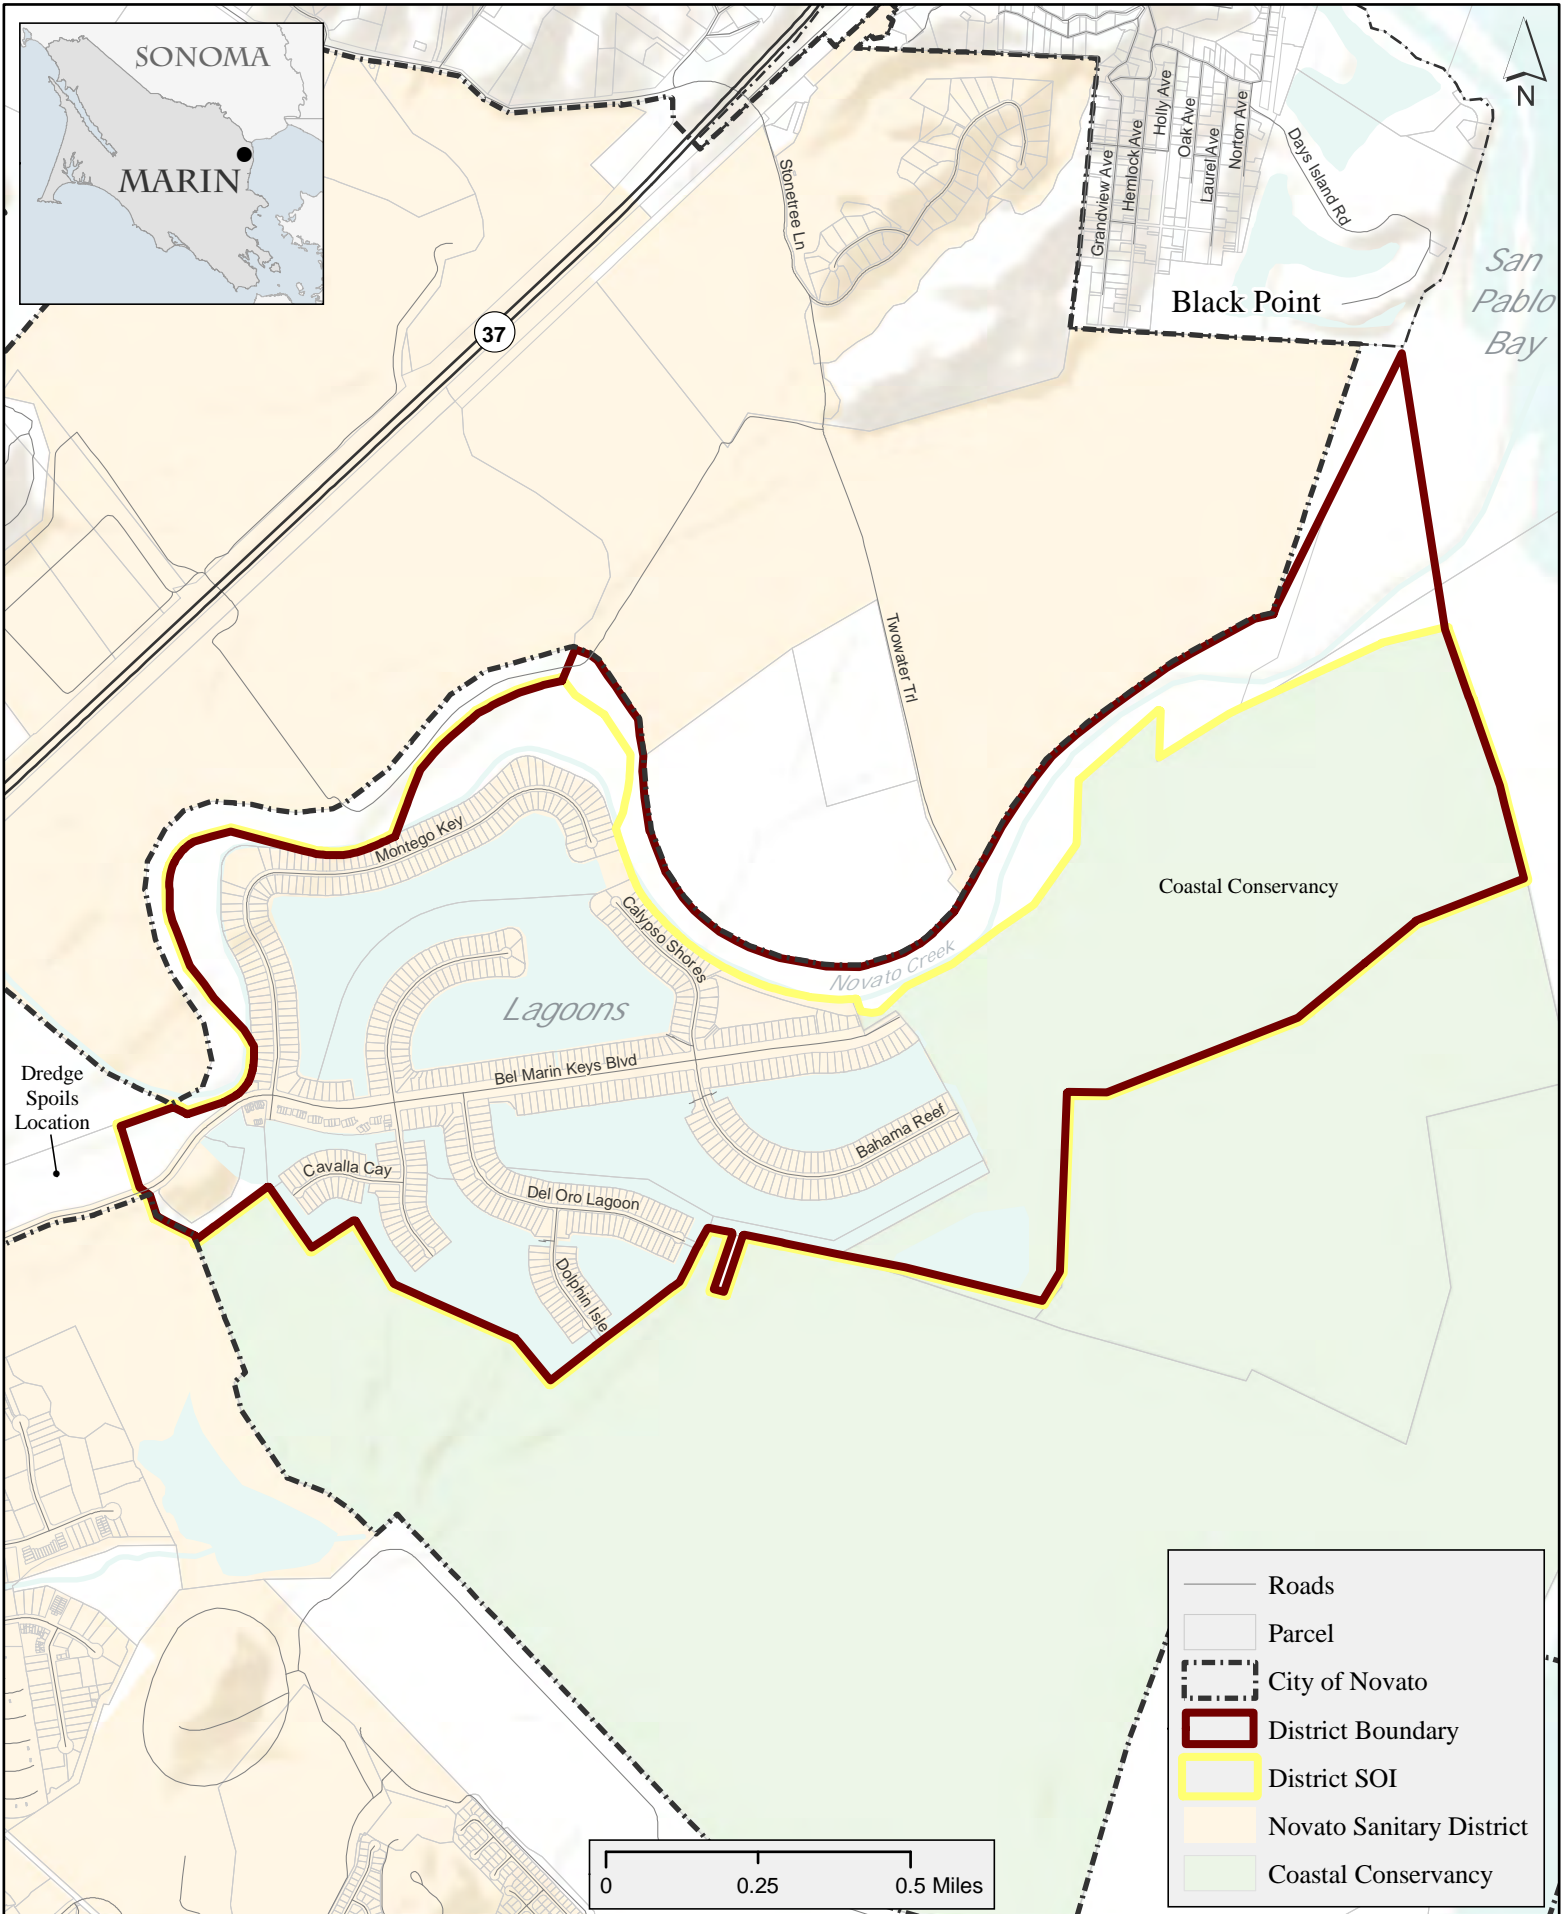 SONOMA
MARIN
N
Stonetree Ln
Grandview Ave
Hemlock Ave
Holly Ave
Oak Ave
Laurel Ave
Norton Ave
Days Island Rd
San
Pablo
Bay
Black Point
37
Twowater Trl
Montego Key
Calypso Shores
Coastal Conservancy
Novato Creek
Lagoons
Bel Marin Keys Blvd
Dredge
Spoils
Location
Bahama Reef
Cavalla Cay
Del Oro Lagoon
Dolphin Isle
Roads
Parcel
City of Novato
District Boundary
District SOI
Novato Sanitary District
Coastal Conservancy
0 0.25 0.5 Miles